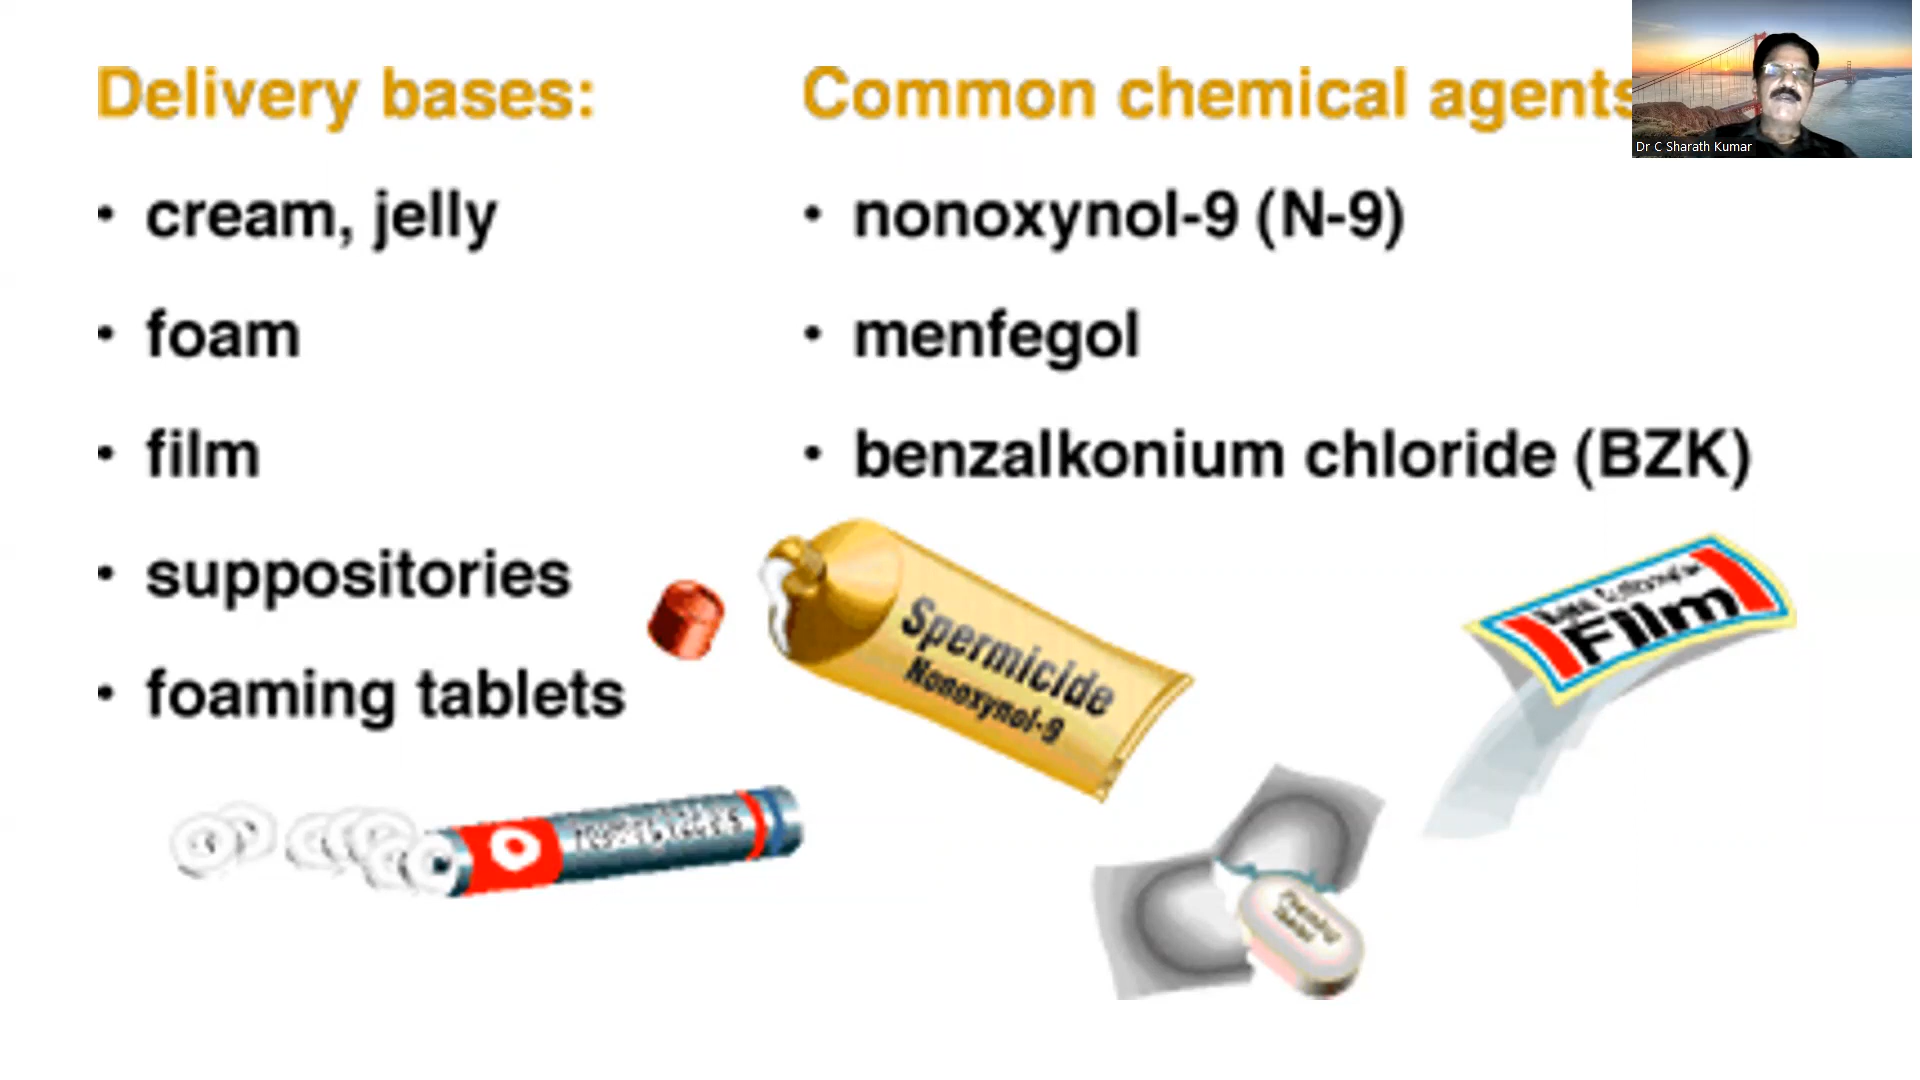 Delivery bases:
• cream, jelly
• foam
• film
• suppositories
• foaming tablets
Common chemical agents
• nonoxynol-9 (N-9)
• menfegol
• benzalkonium chloride (BZK)
Dr C Sharath Kumar
Spermicide
Nonoxynol-9
Film